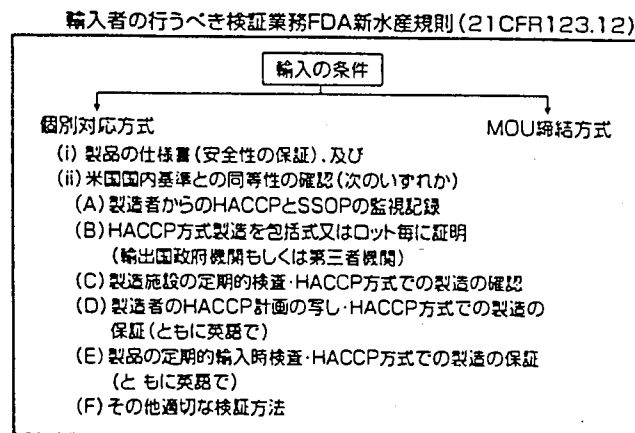 輸入者の行うべき検証業務FDA新水産規則(21CFR123.12)
輸入の条件
個別対応方式
MOU締結方式
(i) 製品の仕様書(安全性の保証)、及び
(ii) 米国国内基準との同等性の確認(次のいずれか)
(A) 製造者からのHACCPとSSOPの監視記録
(B) HACCP方式製造を包括式又はロット毎に証明
(輸出国政府機関もしくは第三者機関)
(C) 製造施設の定期的検査・HACCP方式での製造の確認
(D) 製造者のHACCP計画の写し・HACCP方式での製造の
保証(ともに英語で)
(E) 製品の定期的輸入時検査・HACCP方式での製造の保証
(と もに英語で)
(F) その他適切な検証方法